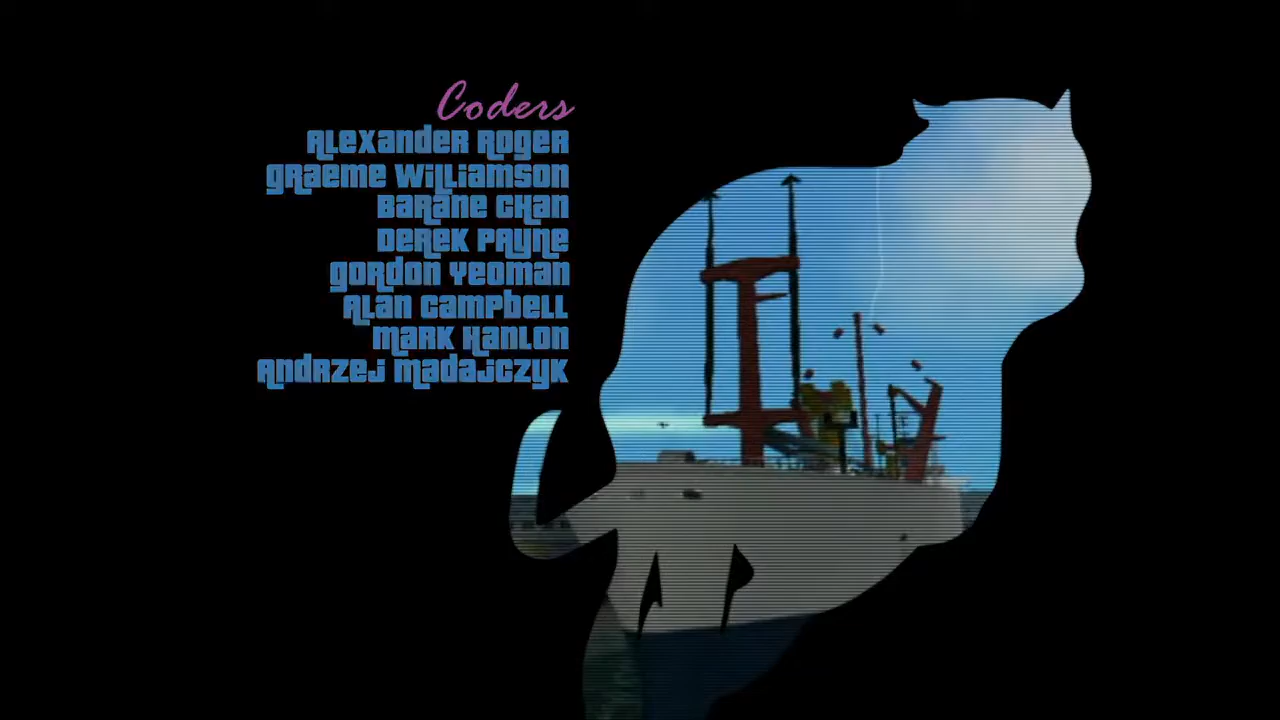 Coders
Alexander Roger
Graeme Williamson
Barane Chan
Derek Payne
Gordon Yeoman
Alan Campbell
Mark Hanlon
Andrzej Madajczyk